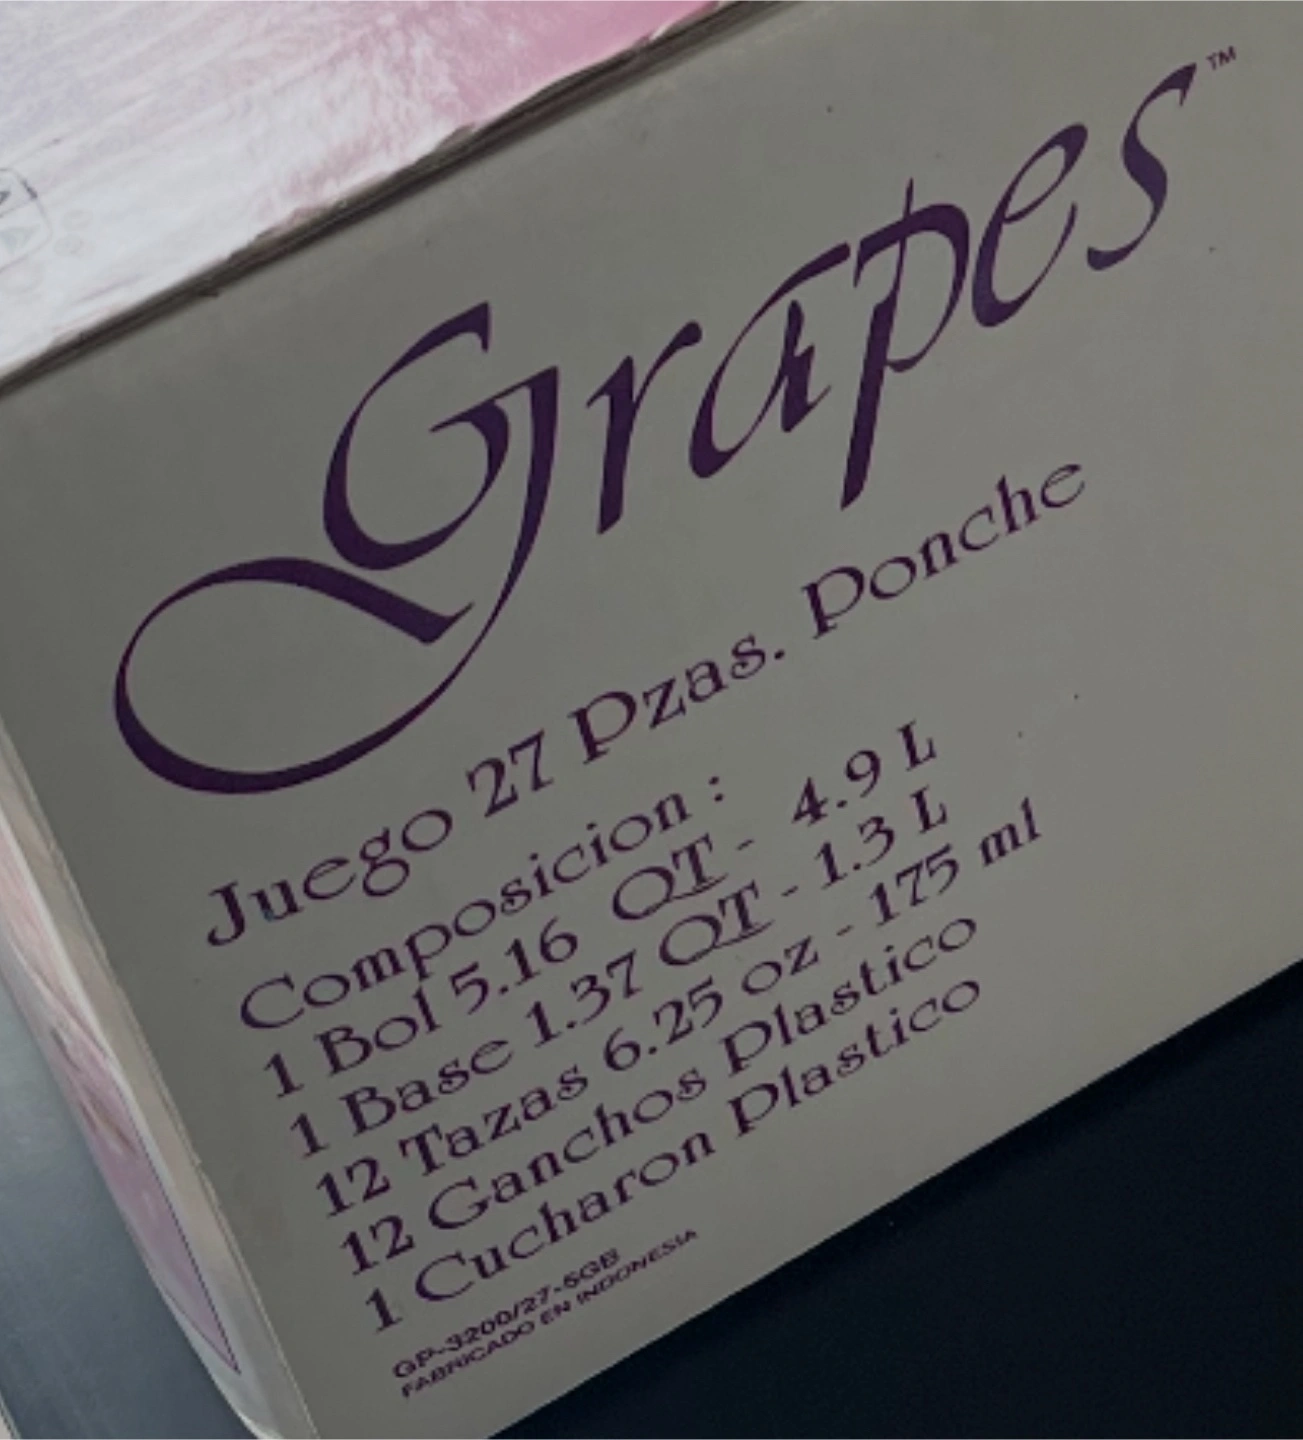 Grapes™
Juego 27 Pzas. Ponche
Composicion :
1 Bol 5.16 QT - 4.9 L
1 Base 1.37 QT - 1.3 L
12 Tazas 6.25 oz - 175 ml
12 Ganchos Plastico
1 Cucharon Plastico
GP-3200/27-5GB
FABRICADO EN INDONESIA